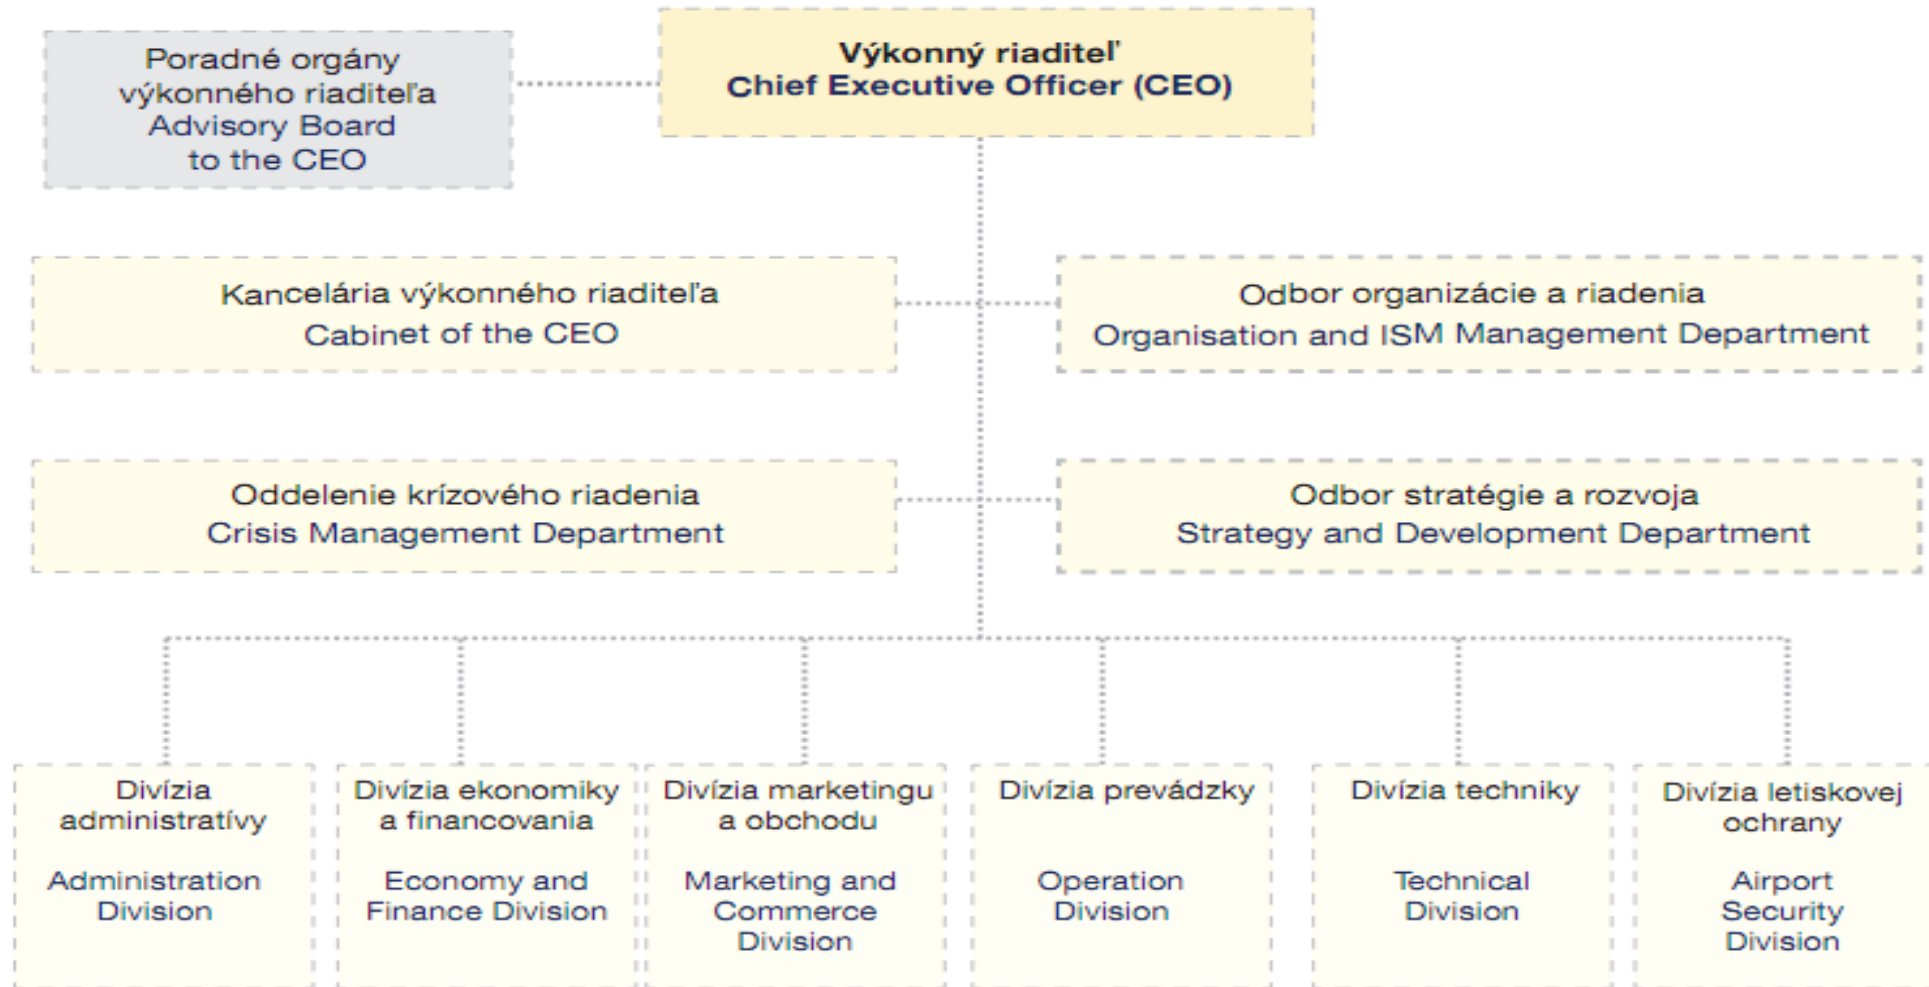 Poradné orgány
výkonného riaditeľa
Advisory Board
to the CEO
Výkonný riaditeľ
Chief Executive Officer (CEO)
Kancelária výkonného riaditeľa
Cabinet of the CEO
Odbor organizácie a riadenia
Organisation and ISM Management Department
Oddelenie krízového riadenia
Crisis Management Department
Odbor stratégie a rozvoja
Strategy and Development Department
Divízia
administratívy
Administration
Division
Divízia ekonomiky
a financovania
Economy and
Finance Division
Divízia marketingu
a obchodu
Marketing and
Commerce
Division
Divízia prevádzky
Operation
Division
Divízia techniky
Technical
Division
Divízia letiskovej
ochrany
Airport
Security
Division